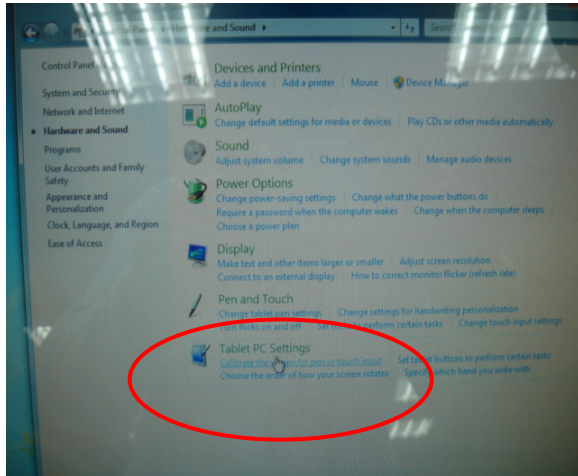 Control Panel ▸ Hardware and Sound ▸
Control Panel
System and Security
Network and Internet
Hardware and Sound
Programs
User Accounts and Family
Safety
Appearance and
Personalization
Clock, Language, and Region
Ease of Access
Devices and Printers
Add a device Add a printer Mouse Device Manager
AutoPlay
Change default settings for media or devices Play CDs or other media automatically
Sound
Adjust system volume Change system sounds Manage audio devices
Power Options
Change power-saving settings Change what the power buttons do
Require a password when the computer wakes Change when the computer sleeps
Choose a power plan
Display
Make text and other items larger or smaller Adjust screen resolution
Connect to an external display How to correct monitor flicker (refresh rate)
Pen and Touch
Change tablet pen settings Change settings for handwriting personalization
Turn flicks on and off Set flicks to perform certain tasks Change touch input settings
Tablet PC Settings
Calibrate the screen for pen or touch input Set tablet buttons to perform certain tasks
Choose the order of how your screen rotates Specify which hand you write with